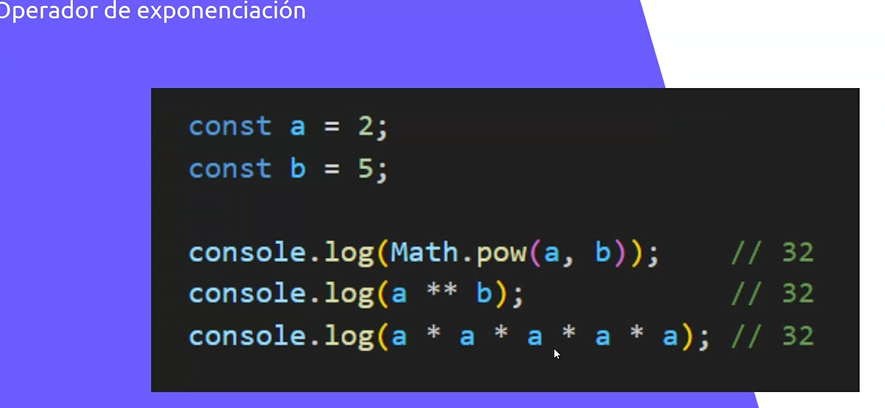 Operador de exponenciación
const a = 2;
const b = 5;
console.log(Math.pow(a, b)); // 32
console.log(a ** b); // 32
console.log(a * a * a * a * a); // 32